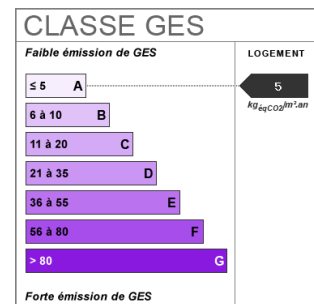 CLASSE GES
Faible émission de GES
LOGEMENT
≤ 5 A
5
6 à 10 B
kgéqCO2/m².an
11 à 20 C
21 à 35 D
36 à 55 E
56 à 80 F
> 80 G
Forte émission de GES